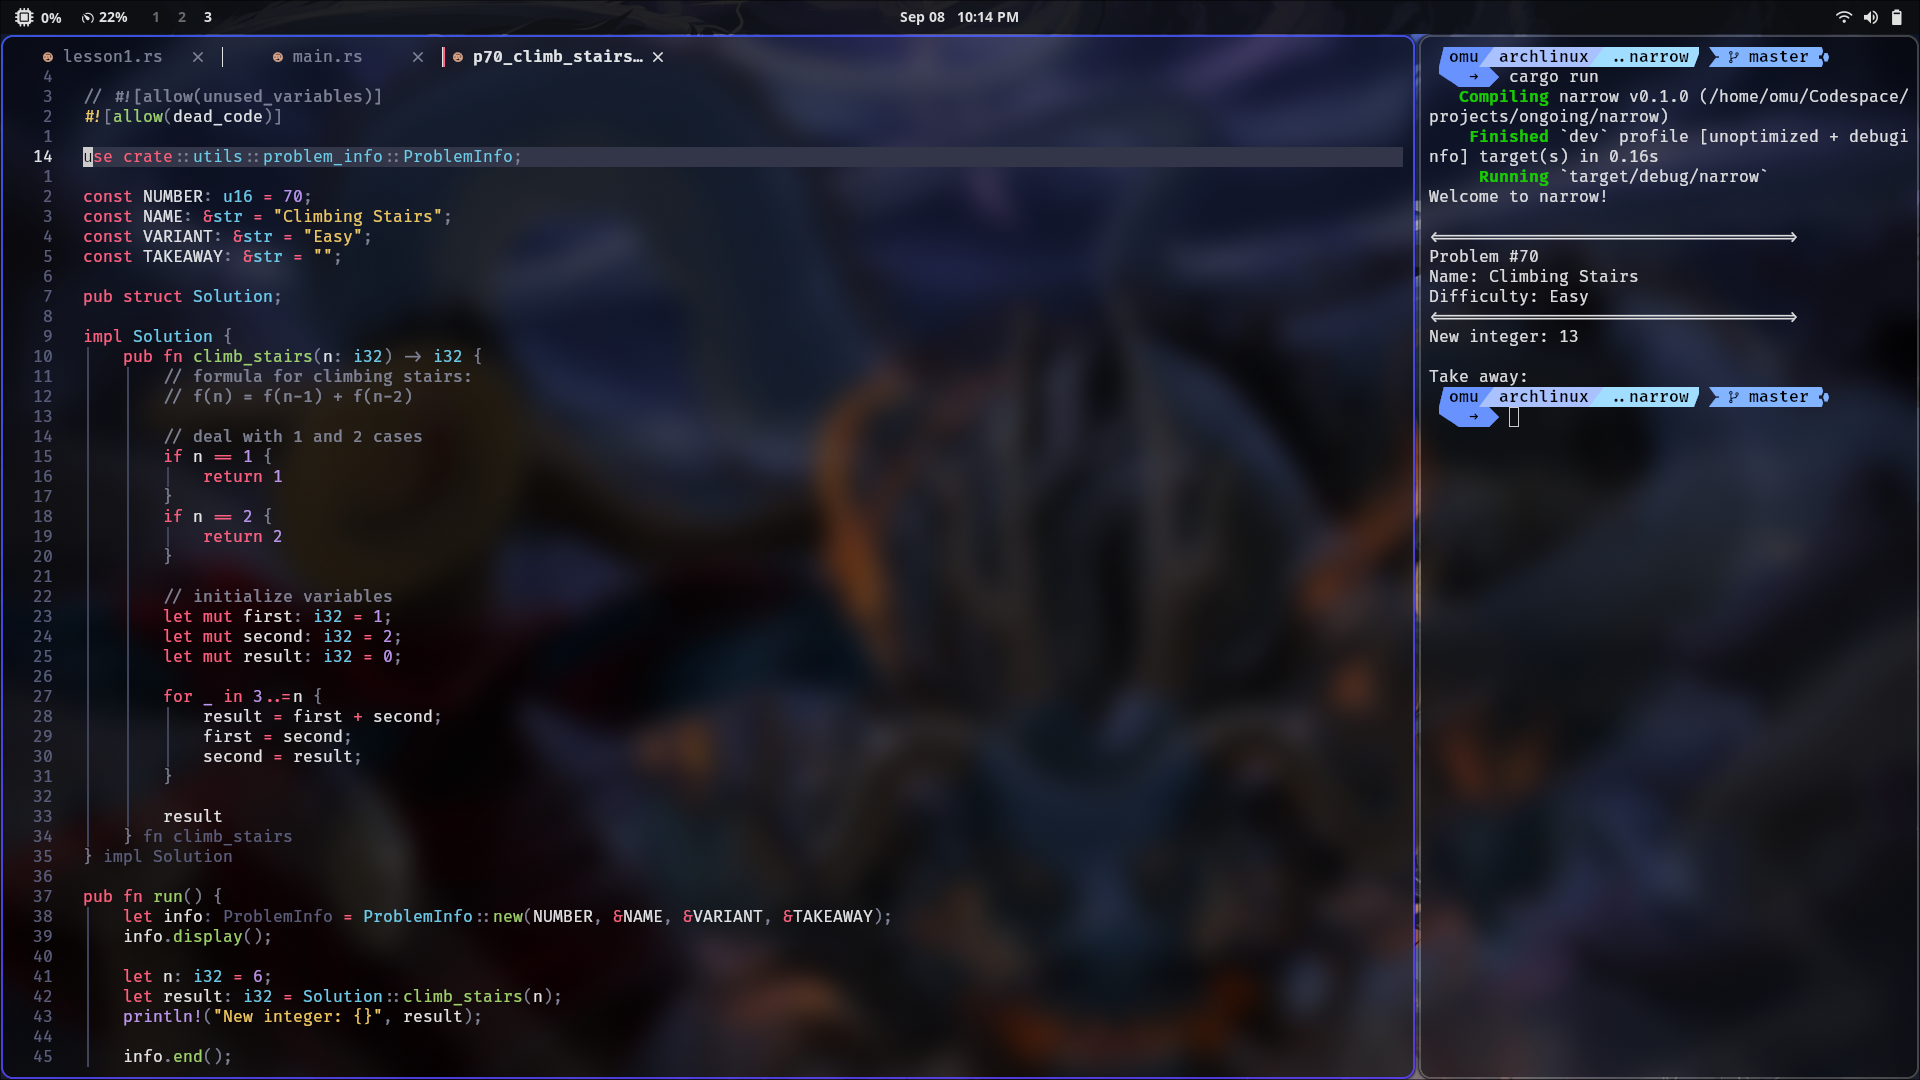 0% 22% 1 2 3 Sep 08 10:14 PM
lesson1.rs × main.rs × p70_climb_stairs… ×
4
3 // #![allow(unused_variables)]
2 #![allow(dead_code)]
1
14 use crate::utils::problem_info::ProblemInfo;
1
2 const NUMBER: u16 = 70;
3 const NAME: &str = "Climbing Stairs";
4 const VARIANT: &str = "Easy";
5 const TAKEAWAY: &str = "";
6
7 pub struct Solution;
8
9 impl Solution {
10 pub fn climb_stairs(n: i32) -> i32 {
11 // formula for climbing stairs:
12 // f(n) = f(n-1) + f(n-2)
13
14 // deal with 1 and 2 cases
15 if n == 1 {
16 return 1
17 }
18 if n == 2 {
19 return 2
20 }
21
22 // initialize variables
23 let mut first: i32 = 1;
24 let mut second: i32 = 2;
25 let mut result: i32 = 0;
26
27 for _ in 3..=n {
28 result = first + second;
29 first = second;
30 second = result;
31 }
32
33 result
34 } fn climb_stairs
35 } impl Solution
36
37 pub fn run() {
38 let info: ProblemInfo = ProblemInfo::new(NUMBER, &NAME, &VARIANT, &TAKEAWAY);
39 info.display();
40
41 let n: i32 = 6;
42 let result: i32 = Solution::climb_stairs(n);
43 println!("New integer: {}", result);
44
45 info.end();
omu archlinux ..narrow master
→ cargo run
Compiling narrow v0.1.0 (/home/omu/Codespace/
projects/ongoing/narrow)
Finished `dev` profile [unoptimized + debugi
nfo] target(s) in 0.16s
Running `target/debug/narrow`
Welcome to narrow!
<===================================>
Problem #70
Name: Climbing Stairs
Difficulty: Easy
<===================================>
New integer: 13
Take away:
omu archlinux ..narrow master
→